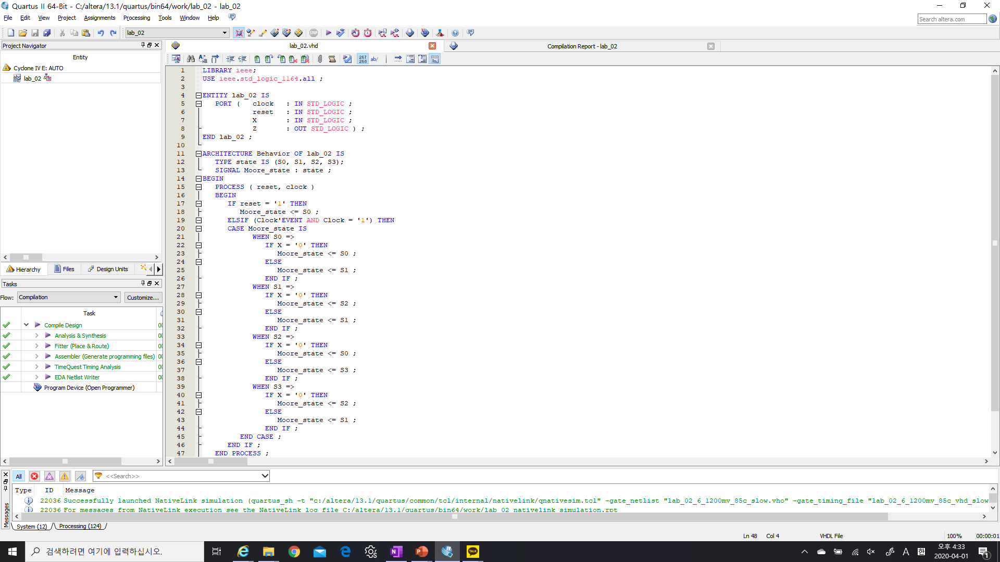 Quartus II 64-Bit - C:/altera/13.1/quartus/bin64/work/lab_02 - lab_02
File Edit View Project Assignments Processing Tools Window Help
Search altera.com
lab_02
Project Navigator
Entity
Cyclone IV E: AUTO
lab_02
Hierarchy Files Design Units
Tasks
Flow: Compilation Customize...
Task
Compile Design
Analysis & Synthesis
Fitter (Place & Route)
Assembler (Generate programming files)
TimeQuest Timing Analysis
EDA Netlist Writer
Program Device (Open Programmer)
lab_02.vhd
Compilation Report - lab_02
267
268
ab/
1 LIBRARY ieee;
2 USE ieee.std_logic_1164.all ;
3
4 ENTITY lab_02 IS
5 PORT ( clock : IN STD_LOGIC ;
6 reset : IN STD_LOGIC ;
7 X : IN STD_LOGIC ;
8 Z : OUT STD_LOGIC ) ;
9 END lab_02 ;
10
11 ARCHITECTURE Behavior OF lab_02 IS
12 TYPE state IS (S0, S1, S2, S3);
13 SIGNAL Moore_state : state ;
14 BEGIN
15 PROCESS ( reset, clock )
16 BEGIN
17 IF reset = '1' THEN
18 Moore_state <= S0 ;
19 ELSIF (Clock'EVENT AND Clock = '1') THEN
20 CASE Moore_state IS
21 WHEN S0 =>
22 IF X = '0' THEN
23 Moore_state <= S0 ;
24 ELSE
25 Moore_state <= S1 ;
26 END IF ;
27 WHEN S1 =>
28 IF X = '0' THEN
29 Moore_state <= S2 ;
30 ELSE
31 Moore_state <= S1 ;
32 END IF ;
33 WHEN S2 =>
34 IF X = '0' THEN
35 Moore_state <= S0 ;
36 ELSE
37 Moore_state <= S3 ;
38 END IF ;
39 WHEN S3 =>
40 IF X = '0' THEN
41 Moore_state <= S2 ;
42 ELSE
43 Moore_state <= S1 ;
44 END IF ;
45 END CASE ;
46 END IF ;
47 END PROCESS ;
Messages
All <<Search>>
Type ID Message
22036 Successfully launched NativeLink simulation (quartus_sh -t "c:/altera/13.1/quartus/common/tcl/internal/nativelink/qnativesim.tcl" -gate_netlist "lab_02_6_1200mv_85c_slow.vho" -gate_timing_file "lab_02_6_1200mv_85c_vhd_slow
22036 For messages from NativeLink execution see the NativeLink log file C:/altera/13.1/quartus/bin64/work/lab_02_nativelink_simulation.rpt
System (12) Processing (124)
Ln 48 Col 4 VHDL File 100% 00:00:01
검색하려면 여기에 입력하십시오.
TALK
A 한
오후 4:33
2020-04-01
1